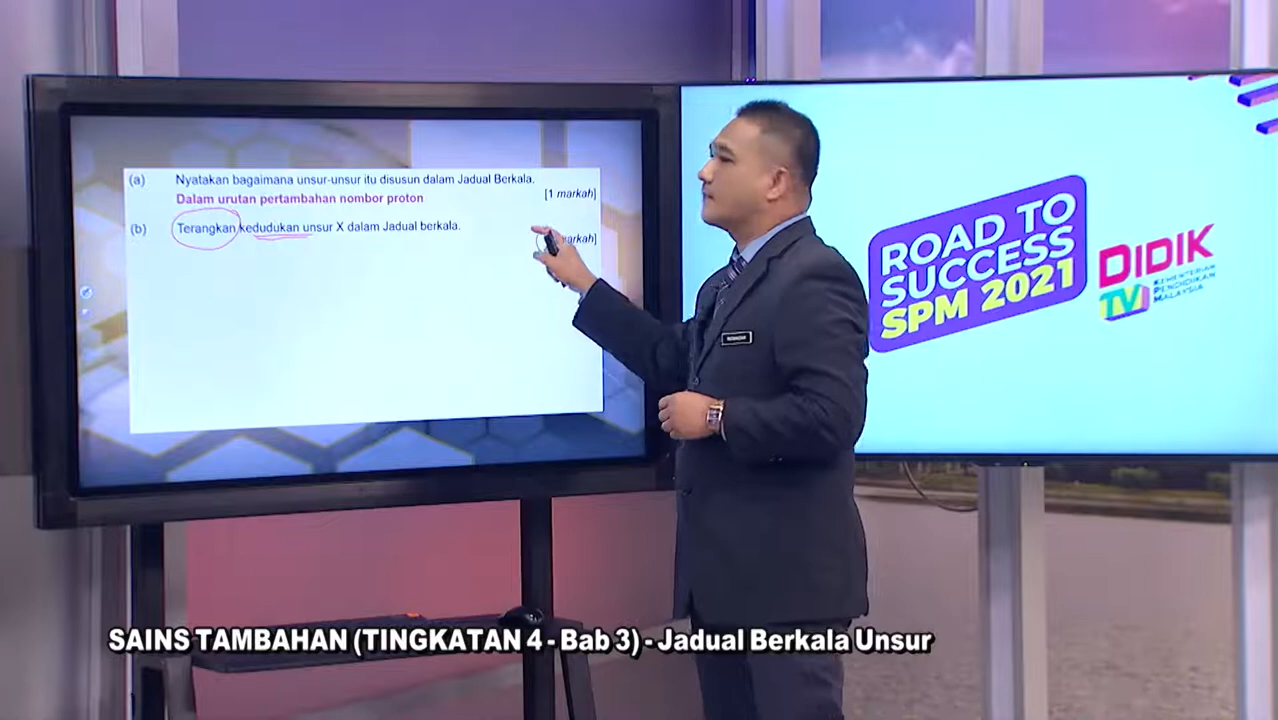 (a) Nyatakan bagaimana unsur-unsur itu disusun dalam Jadual Berkala.
[1 markah]
Dalam urutan pertambahan nombor proton
(b) Terangkan kedudukan unsur X dalam Jadual berkala.
markah]
ROAD TO
SUCCESS
SPM 2021
DIDIK
TV
KEMENTERIAN
PENDIDIKAN
MALAYSIA
SAINS TAMBAHAN (TINGKATAN 4 - Bab 3) - Jadual Berkala Unsur